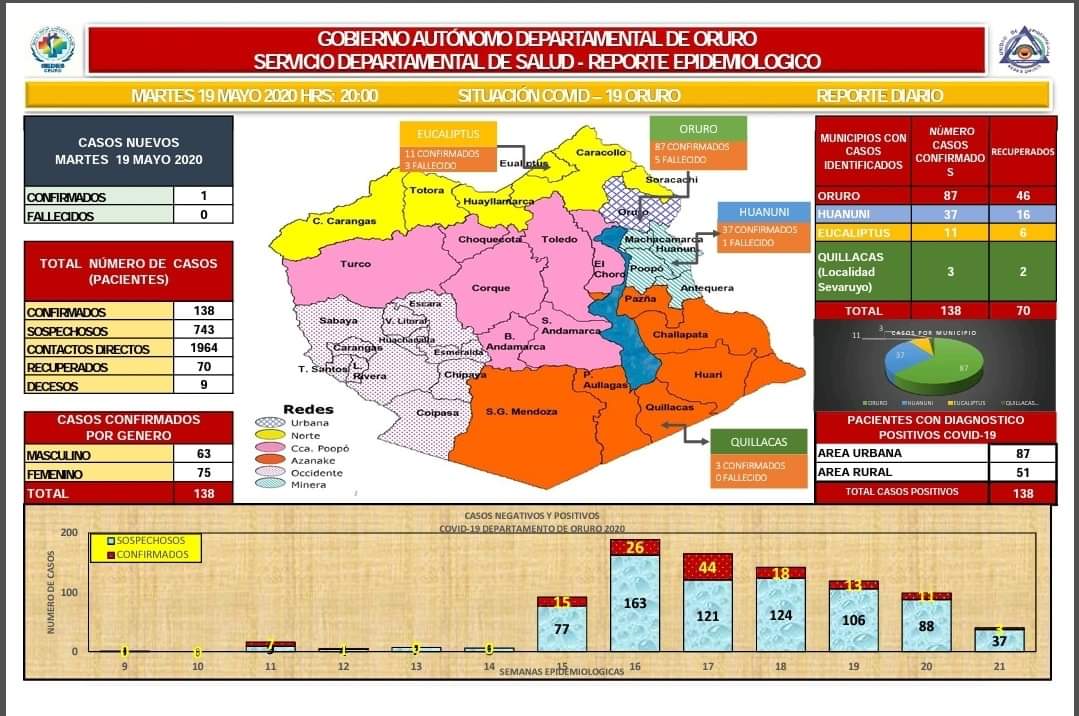 GOBIERNO AUTÓNOMO DEPARTAMENTAL DE ORURO
SERVICIO DEPARTAMENTAL DE SALUD - REPORTE EPIDEMIOLOGICO
MARTES 19 MAYO 2020 HRS: 20:00 SITUACIÓN COVID – 19 ORURO REPORTE DIARIO
CASOS NUEVOS
MARTES 19 MAYO 2020
CONFIRMADOS 1
FALLECIDOS 0
TOTAL NÚMERO DE CASOS
(PACIENTES)
CONFIRMADOS 138
SOSPECHOSOS 743
CONTACTOS DIRECTOS 1964
RECUPERADOS 70
DECESOS 9
CASOS CONFIRMADOS
POR GENERO
MASCULINO 63
FEMENINO 75
TOTAL 138
EUCALIPTUS
11 CONFIRMADOS
3 FALLECIDO
ORURO
87 CONFIRMADOS
5 FALLECIDO
HUANUNI
37 CONFIRMADOS
1 FALLECIDO
QUILLACAS
3 CONFIRMADOS
0 FALLECIDO
Caracollo
Eualiptus
Soracachi
Totora
Huayllamarca
Oruro
C. Carangas
Choquecota
Toledo
Machacamarca
Huanuni
Turco
El
Choro
Poopó
Corque
Antequera
Pazña
Escara
Sabaya
V. Litoral
S.
Andamarca
Challapata
Huachacalla
B.
Andamarca
Carangas
Esmeralda
T. Santos
L.
Rivera
Chipaya
P.
Aullagas
Huari
Coipasa
S.G. Mendoza
Quillacas
Redes
Urbana
Norte
Cca. Poopó
Azanake
Occidente
Minera
MUNICIPIOS CON
CASOS
IDENTIFICADOS
NÚMERO
CASOS
CONFIRMADO
S
RECUPERADOS
ORURO 87 46
HUANUNI 37 16
EUCALIPTUS 11 6
QUILLACAS
(Localidad
Sevaruyo)
3 2
TOTAL 138 70
CASOS POR MUNICIPIO
3
11
37
87
ORURO HUANUNI EUCALIPTUS QUILLACAS...
PACIENTES CON DIAGNOSTICO
POSITIVOS COVID-19
AREA URBANA 87
AREA RURAL 51
TOTAL CASOS POSITIVOS 138
CASOS NEGATIVOS Y POSITIVOS
COVID-19 DEPARTAMENTO DE ORURO 2020
SOSPECHOSOS
CONFIRMADOS
NUMERO DE CASOS
200
100
0
7
15
26
44
18
13
11
77
163
121
124
106
88
37
9 10 11 12 13 14 15 16 17 18 19 20 21
SEMANAS EPIDEMIOLOGICAS